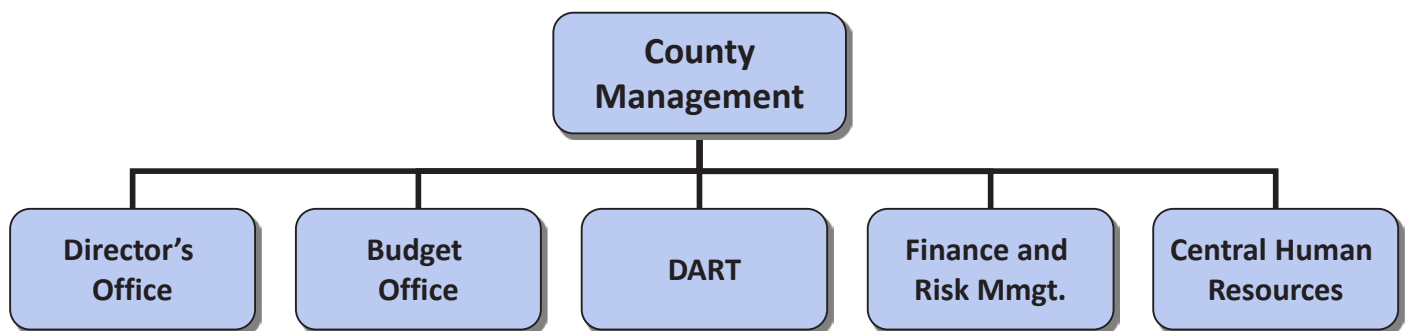 County
Management
Director’s
Office
Budget
Office
DART
Finance and
Risk Mmgt.
Central Human
Resources